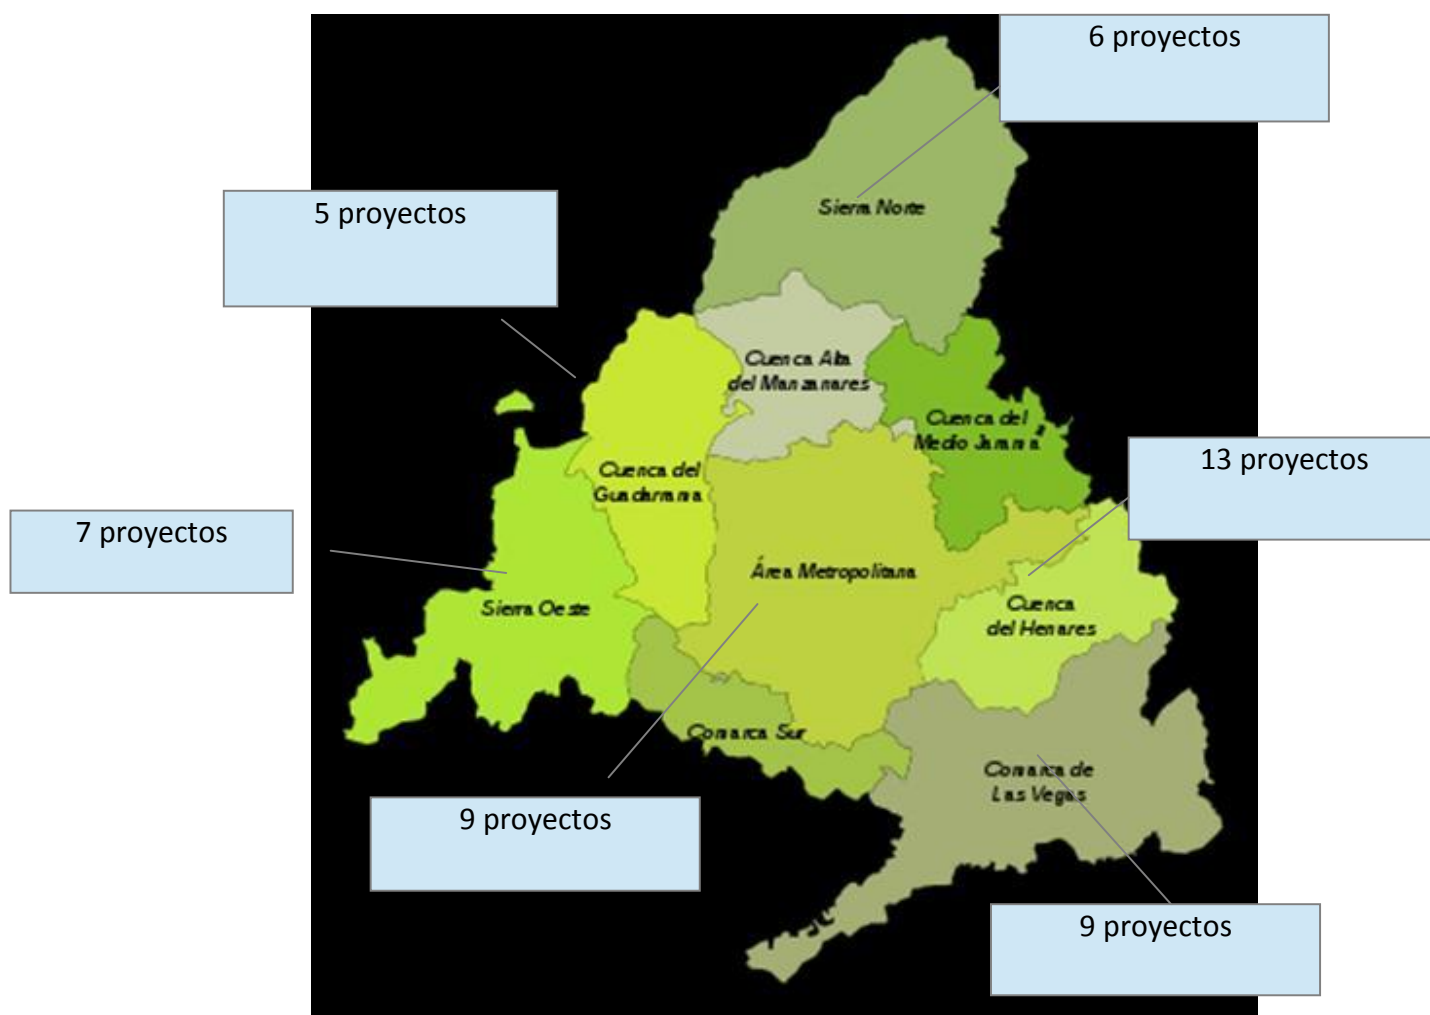 6 proyectos
5 proyectos
Sierra Norte
Cuenca Alta
del Manzanares
Cuenca del
Medio Jarama
13 proyectos
Cuenca del
Guadarrama
7 proyectos
Área Metropolitana
Sierra Oeste
Cuenca
del Henares
Comarca Sur
Comarca de
Las Vegas
9 proyectos
9 proyectos